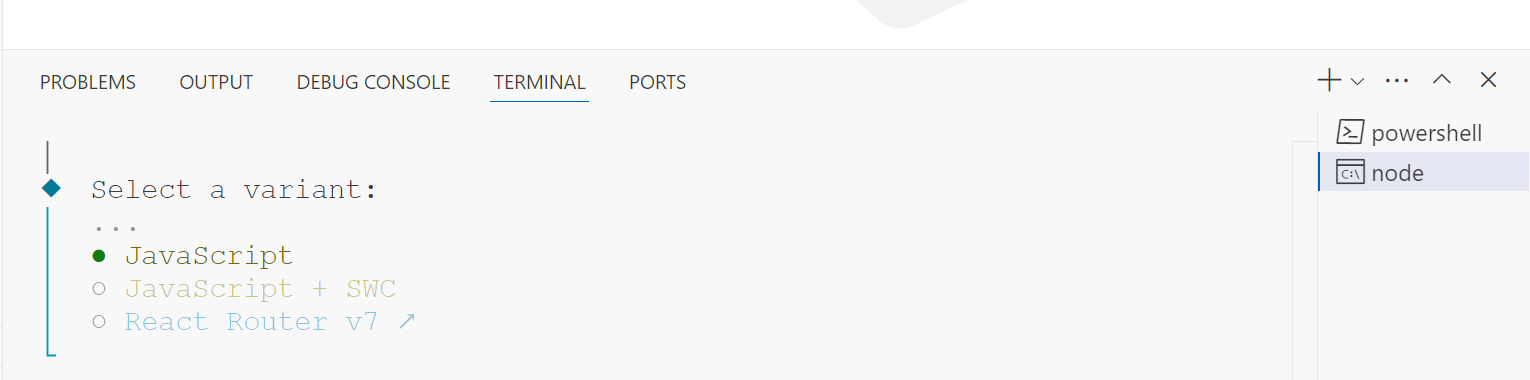 PROBLEMS OUTPUT DEBUG CONSOLE TERMINAL PORTS
powershell
node
Select a variant:
...
● JavaScript
○ JavaScript + SWC
○ React Router v7 ↗